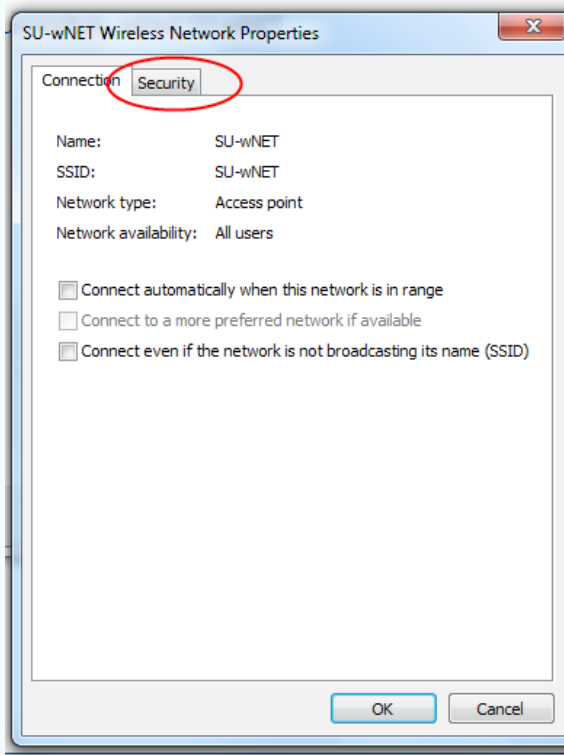 SU-wNET Wireless Network Properties
Connection Security
Name: SU-wNET
SSID: SU-wNET
Network type: Access point
Network availability: All users
Connect automatically when this network is in range
Connect to a more preferred network if available
Connect even if the network is not broadcasting its name (SSID)
OK Cancel